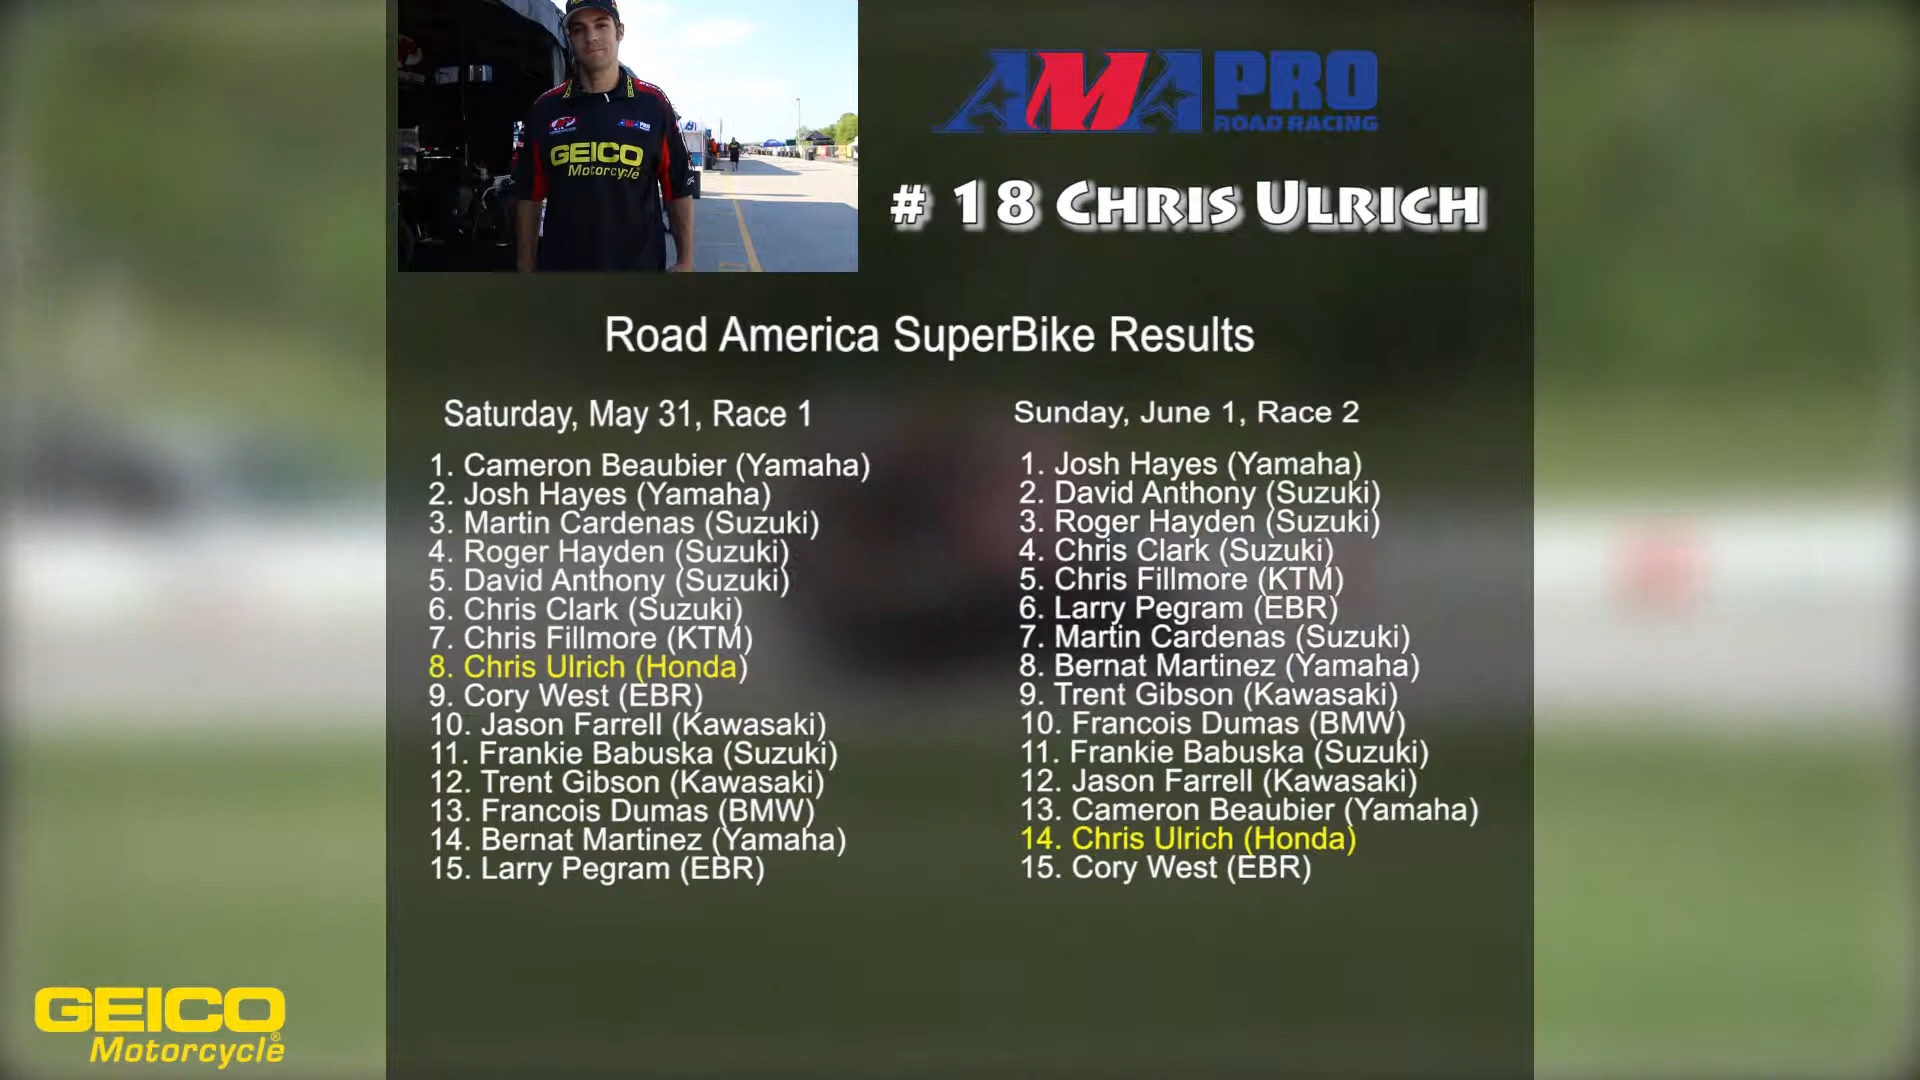 GEICO
Motorcycle
AMA PRO
ROAD RACING
# 18 CHRIS ULRICH
Road America SuperBike Results
Saturday, May 31, Race 1
1. Cameron Beaubier (Yamaha)
2. Josh Hayes (Yamaha)
3. Martin Cardenas (Suzuki)
4. Roger Hayden (Suzuki)
5. David Anthony (Suzuki)
6. Chris Clark (Suzuki)
7. Chris Fillmore (KTM)
8. Chris Ulrich (Honda)
9. Cory West (EBR)
10. Jason Farrell (Kawasaki)
11. Frankie Babuska (Suzuki)
12. Trent Gibson (Kawasaki)
13. Francois Dumas (BMW)
14. Bernat Martinez (Yamaha)
15. Larry Pegram (EBR)
Sunday, June 1, Race 2
1. Josh Hayes (Yamaha)
2. David Anthony (Suzuki)
3. Roger Hayden (Suzuki)
4. Chris Clark (Suzuki)
5. Chris Fillmore (KTM)
6. Larry Pegram (EBR)
7. Martin Cardenas (Suzuki)
8. Bernat Martinez (Yamaha)
9. Trent Gibson (Kawasaki)
10. Francois Dumas (BMW)
11. Frankie Babuska (Suzuki)
12. Jason Farrell (Kawasaki)
13. Cameron Beaubier (Yamaha)
14. Chris Ulrich (Honda)
15. Cory West (EBR)
GEICO
Motorcycle